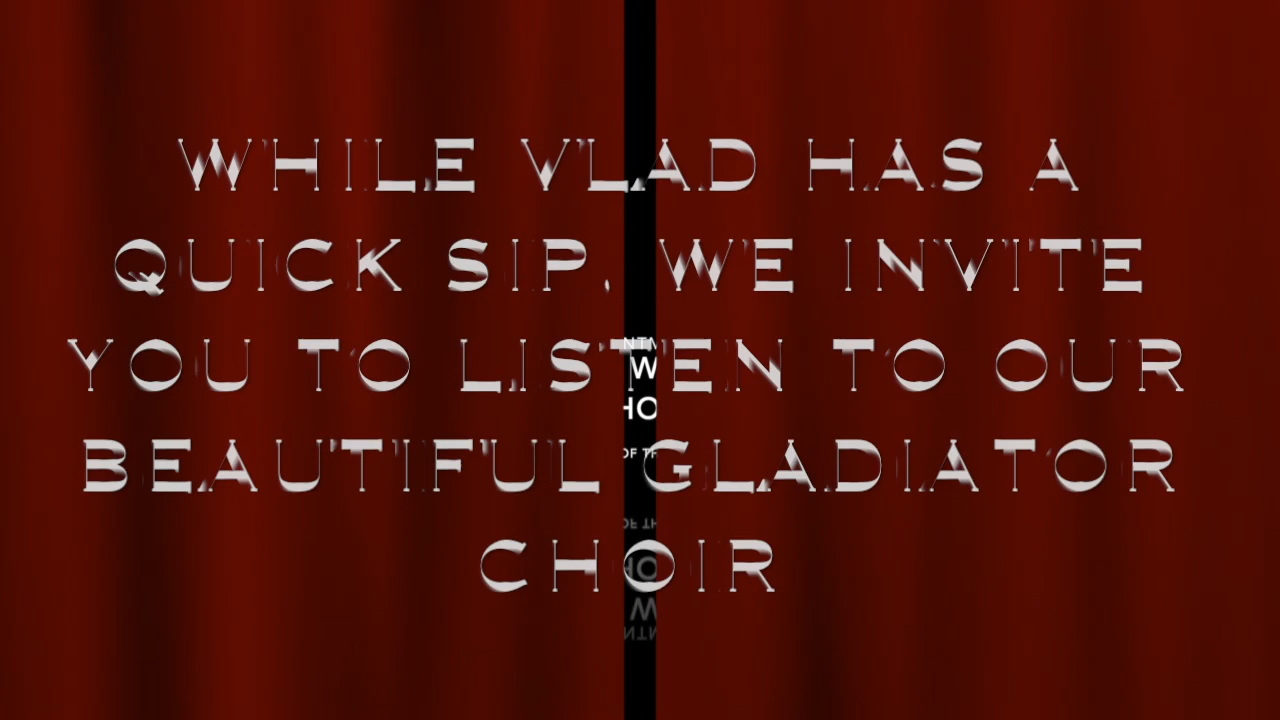 WHILE VLAD HAS A
QUICK SIP, WE INVITE
YOU TO LISTEN TO OUR
BEAUTIFUL GLADIATOR
CHOIR